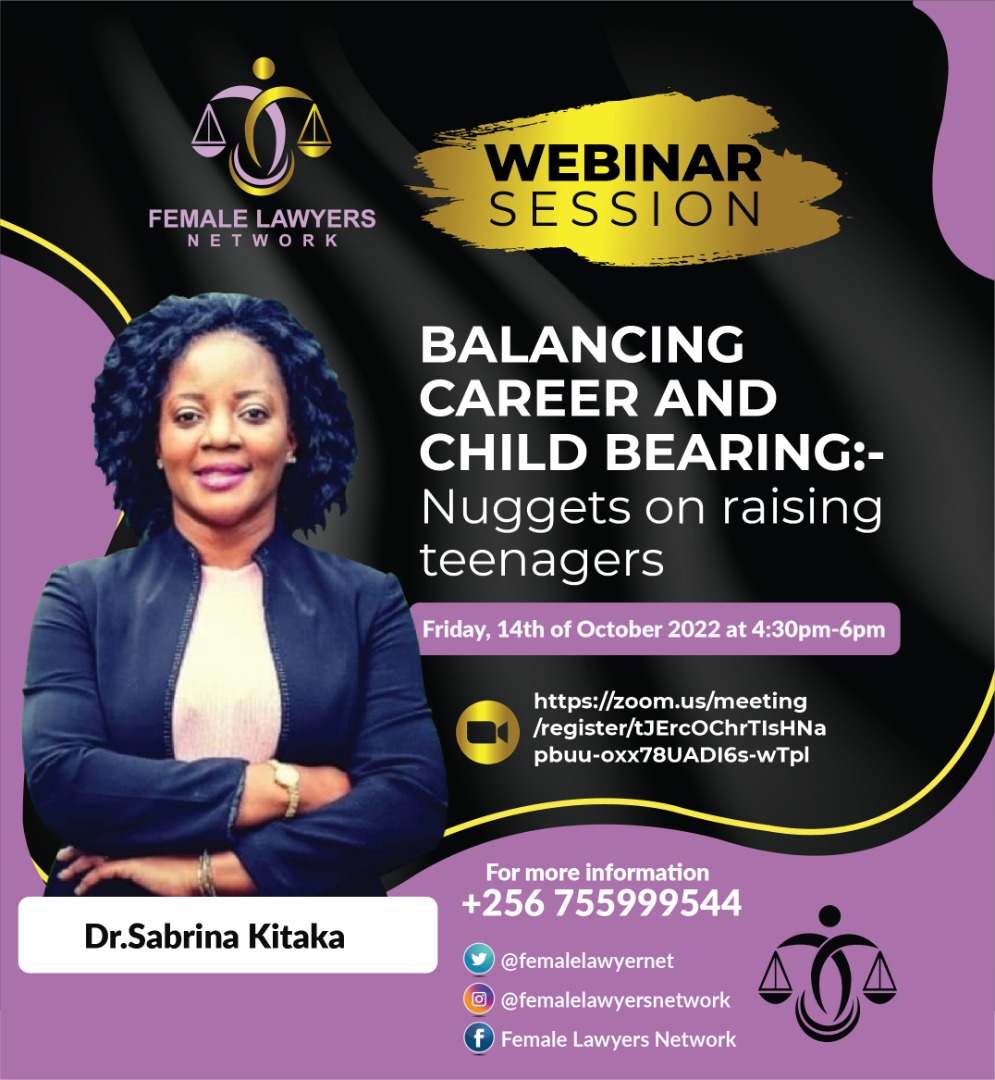 FEMALE LAWYERS
NETWORK
WEBINAR
SESSION
BALANCING
CAREER AND
CHILD BEARING:-
Nuggets on raising
teenagers
Friday, 14th of October 2022 at 4:30pm-6pm
https://zoom.us/meeting
/register/tJErcOChrTIsHNa
pbuu-oxx78UADI6s-wTpl
For more information
+256 755999544
Dr.Sabrina Kitaka
@femalelawyernet
@femalelawyersnetwork
Female Lawyers Network